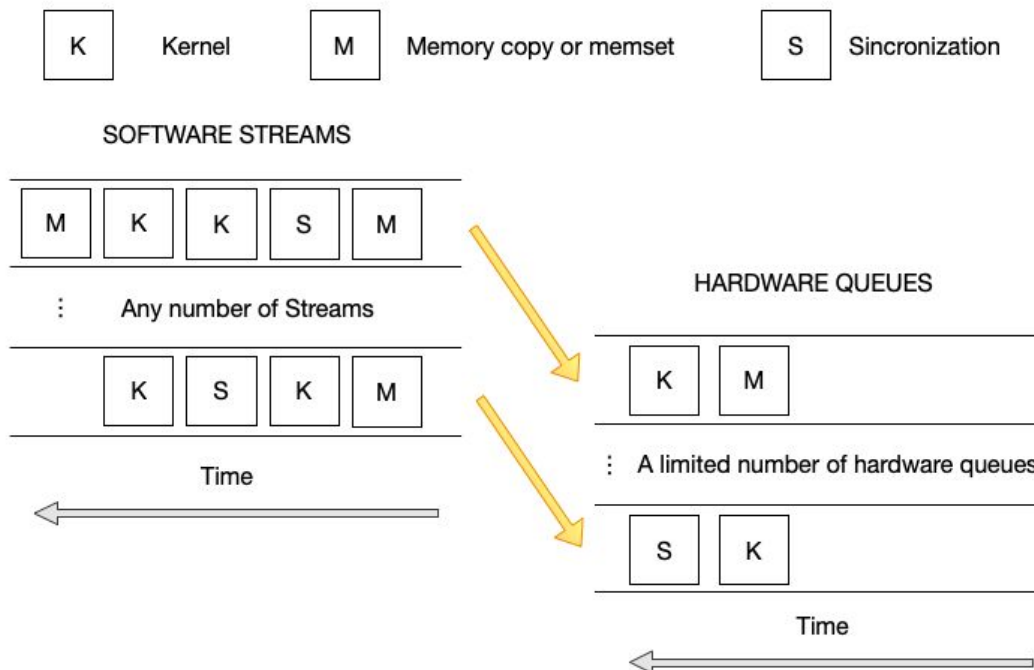 K Kernel M Memory copy or memset S Sincronization
SOFTWARE STREAMS
M K K S M
⋮ Any number of Streams
K S K M
Time
HARDWARE QUEUES
K M
⋮ A limited number of hardware queues
S K
Time